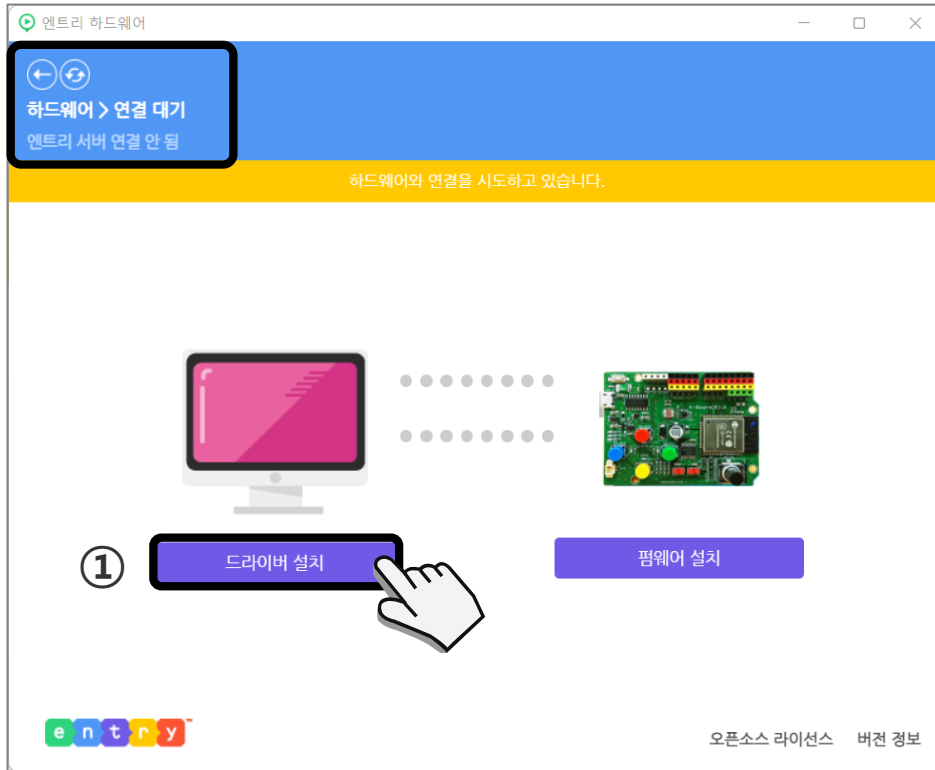 엔트리 하드웨어
하드웨어 > 연결 대기
엔트리 서버 연결 안 됨
하드웨어와 연결을 시도하고 있습니다.
①
드라이버 설치
펌웨어 설치
entry™
오픈소스 라이선스
버전 정보